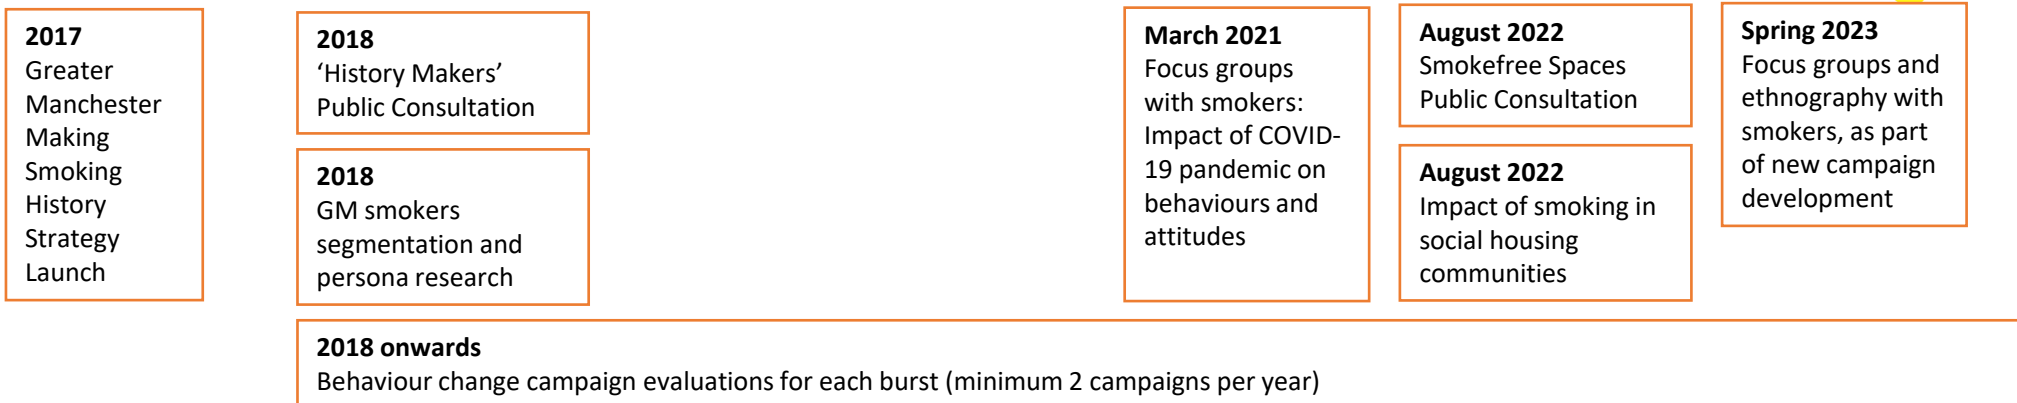 2017
Greater
Manchester
Making
Smoking
History
Strategy
Launch
2018
‘History Makers’
Public Consultation
2018
GM smokers
segmentation and
persona research
March 2021
Focus groups
with smokers:
Impact of COVID-
19 pandemic on
behaviours and
attitudes
August 2022
Smokefree Spaces
Public Consultation
August 2022
Impact of smoking in
social housing
communities
Spring 2023
Focus groups and
ethnography with
smokers, as part
of new campaign
development
2018 onwards
Behaviour change campaign evaluations for each burst (minimum 2 campaigns per year)